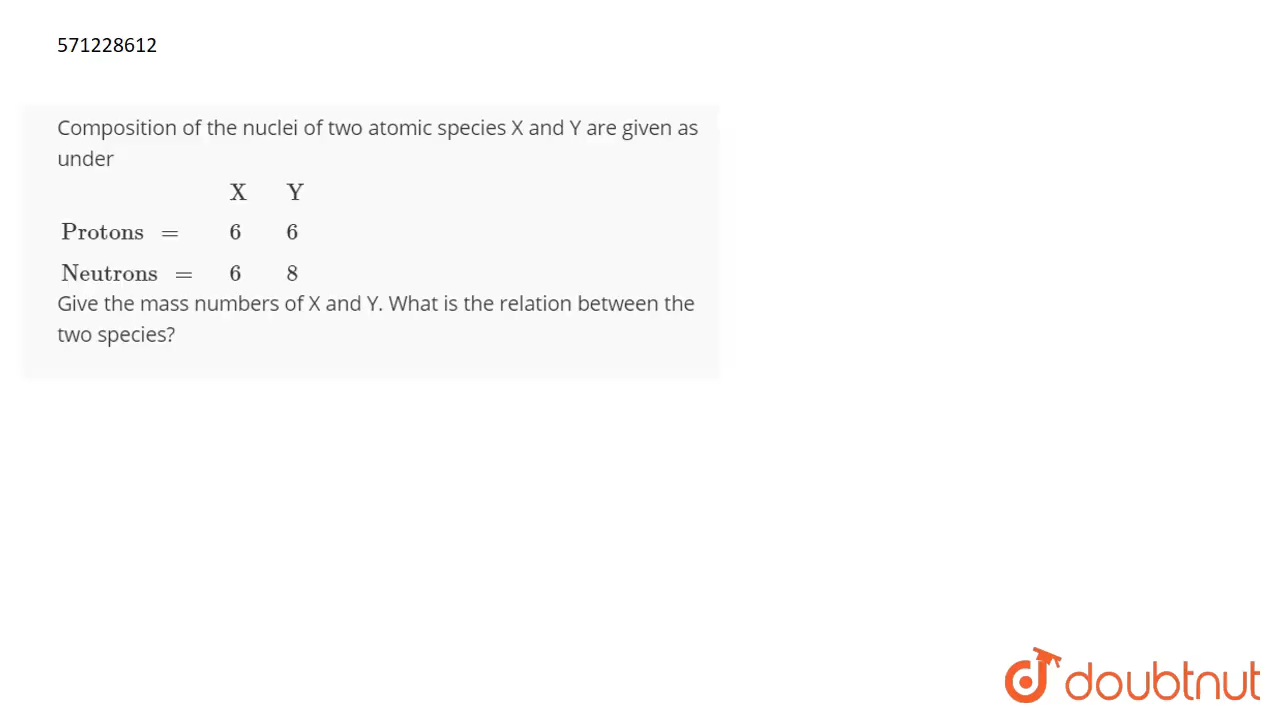 571228612
Composition of the nuclei of two atomic species X and Y are given as
under
X Y
Protons = 6 6
Neutrons = 6 8
Give the mass numbers of X and Y. What is the relation between the
two species?
doubtnut